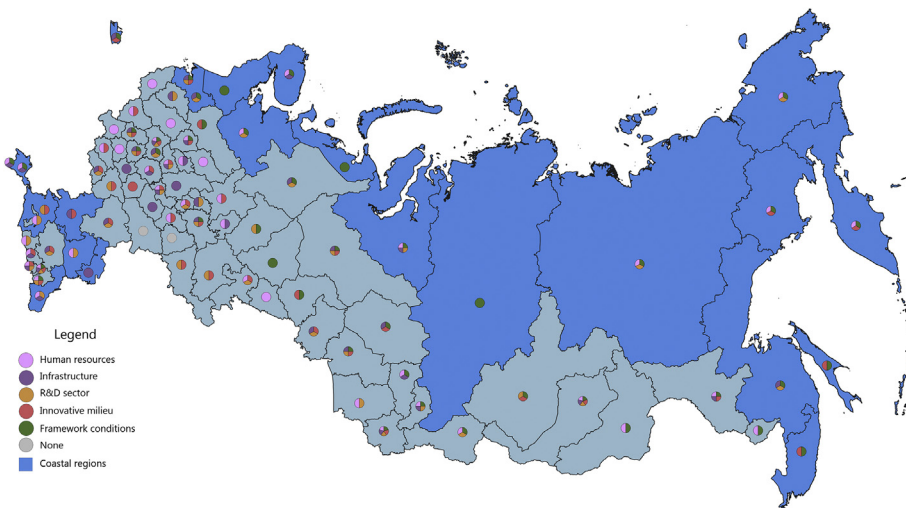 Legend
Human resources
Infrastructure
R&D sector
Innovative milieu
Framework conditions
None
Coastal regions